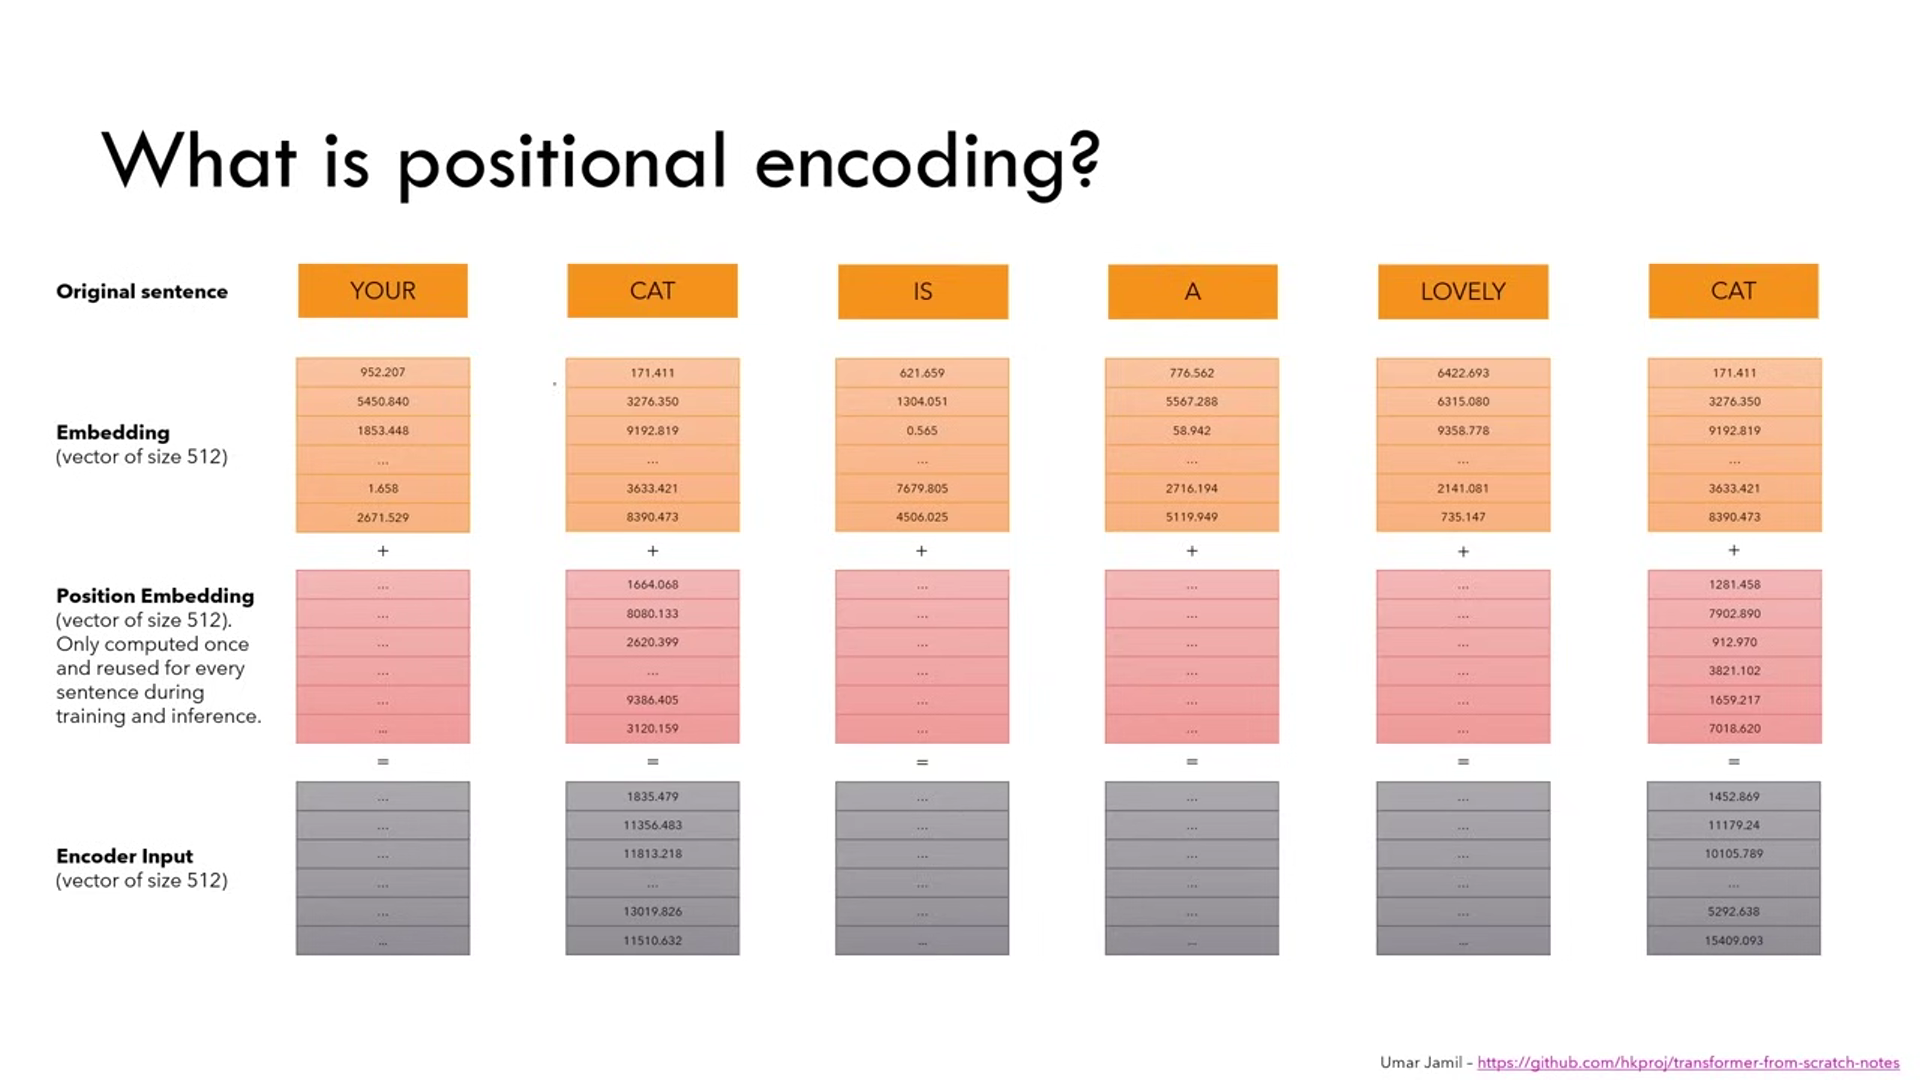 What is positional encoding?
Original sentence YOUR CAT IS A LOVELY CAT
952.207 171.411 621.659 776.562 6422.693 171.411
5450.840 3276.350 1304.051 5567.288 6315.080 3276.350
Embedding
(vector of size 512)
1853.448 9192.819 0.565 58.942 9358.778 9192.819
... ... ... ... ... ...
1.658 3633.421 7679.805 2716.194 2141.081 3633.421
2671.529 8390.473 4506.025 5119.949 735.147 8390.473
+ + + + + +
Position Embedding
(vector of size 512).
Only computed once
and reused for every
sentence during
training and inference.
... 1664.068 ... ... ... 1281.458
... 8080.133 ... ... ... 7902.890
... 2620.399 ... ... ... 912.970
... ... ... ... ... 3821.102
... 9386.405 ... ... ... 1659.217
... 3120.159 ... ... ... 7018.620
= = = = = =
... 1835.479 ... ... ... 1452.869
... 11356.483 ... ... ... 11179.24
Encoder Input
(vector of size 512)
... 11813.218 ... ... ... 10105.789
... ... ... ... ... ...
... 13019.826 ... ... ... 5292.638
... 11510.632 ... ... ... 15409.093
Umar Jamil – https://github.com/hkproj/transformer-from-scratch-notes